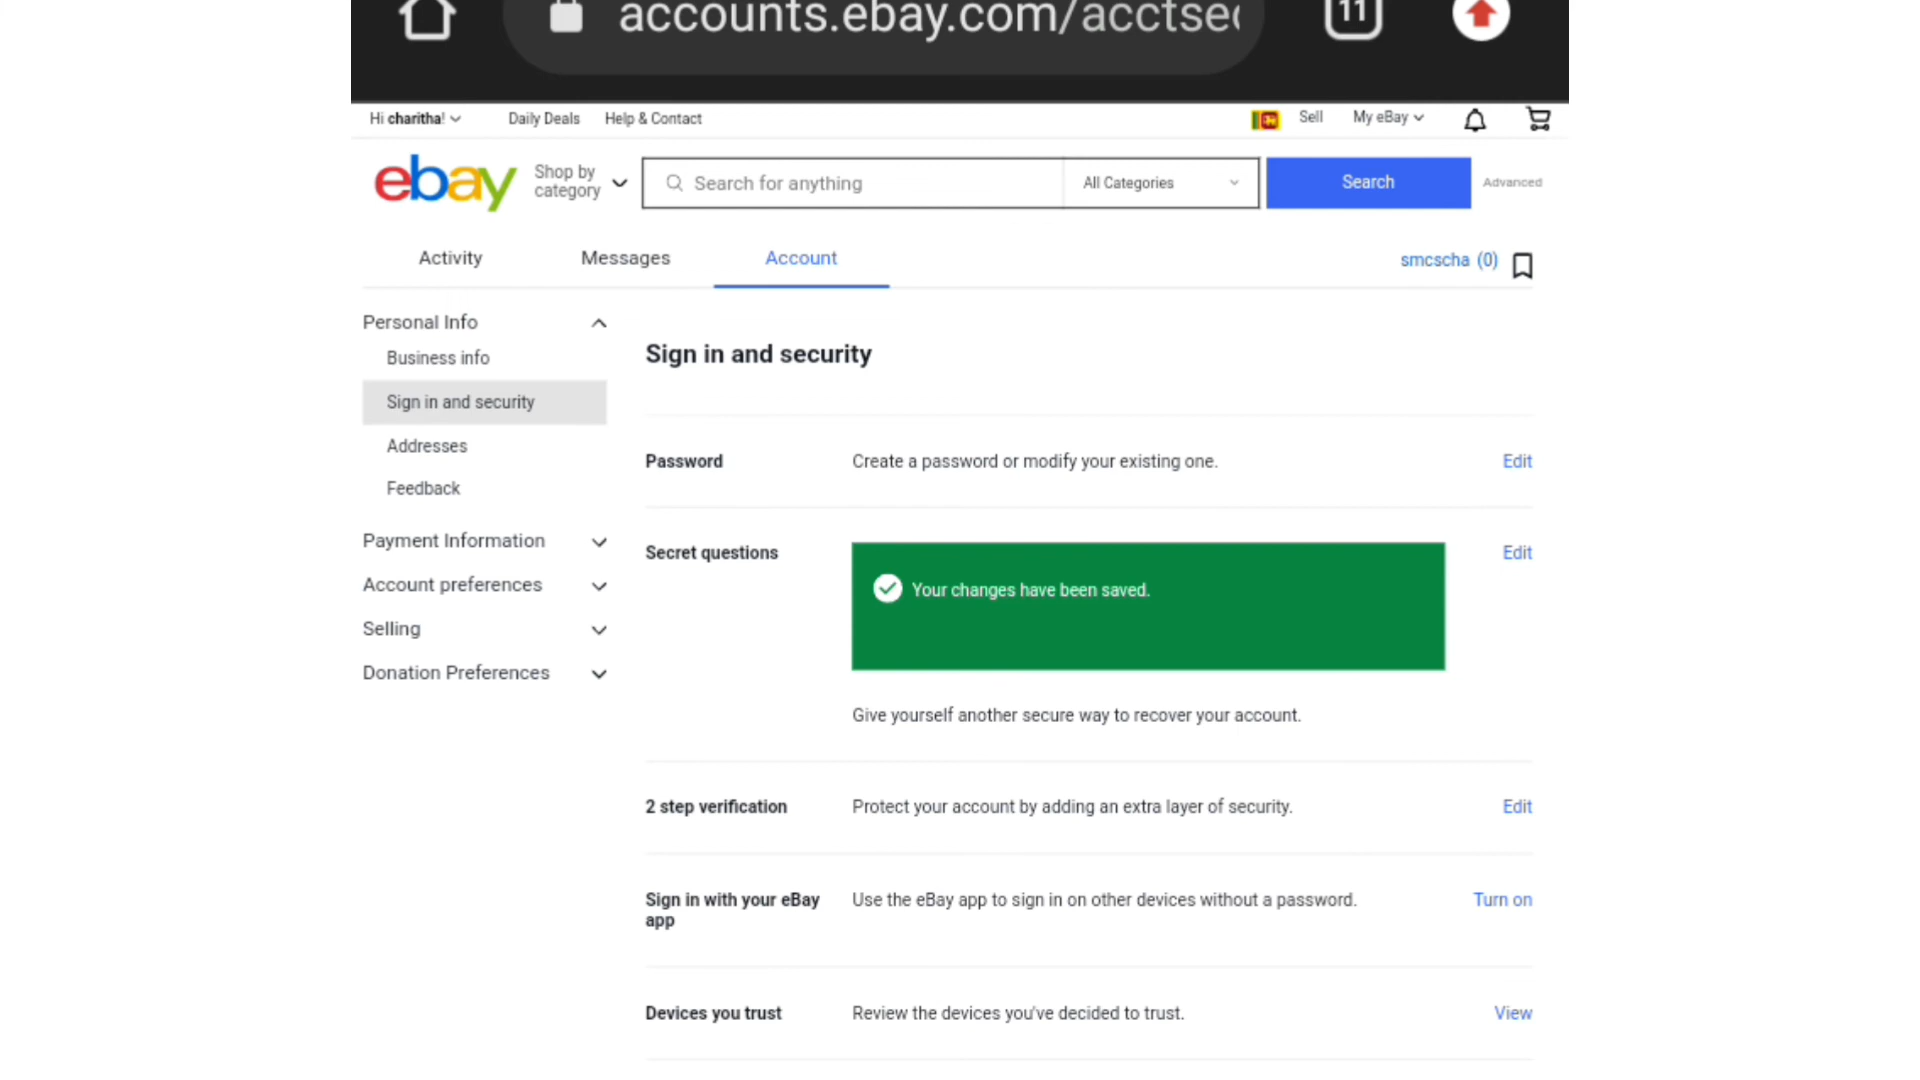 accounts.ebay.com/acctsec
11
Hi charitha!
Daily Deals
Help & Contact
Sell
My eBay
ebay
Shop by
category
Search for anything
All Categories
Search
Advanced
Activity
Messages
Account
smcscha (0)
Personal Info
Business info
Sign in and security
Addresses
Feedback
Payment Information
Account preferences
Selling
Donation Preferences
Sign in and security
Password
Create a password or modify your existing one.
Edit
Secret questions
Your changes have been saved.
Edit
Give yourself another secure way to recover your account.
2 step verification
Protect your account by adding an extra layer of security.
Edit
Sign in with your eBay
app
Use the eBay app to sign in on other devices without a password.
Turn on
Devices you trust
Review the devices you've decided to trust.
View